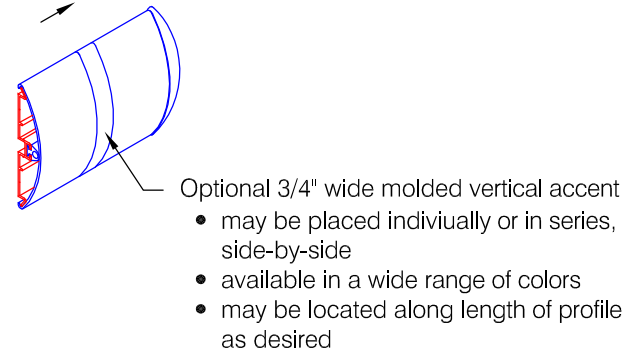 Optional 3/4" wide molded vertical accent
• may be placed indiviually or in series,
side-by-side
• available in a wide range of colors
• may be located along length of profile
as desired